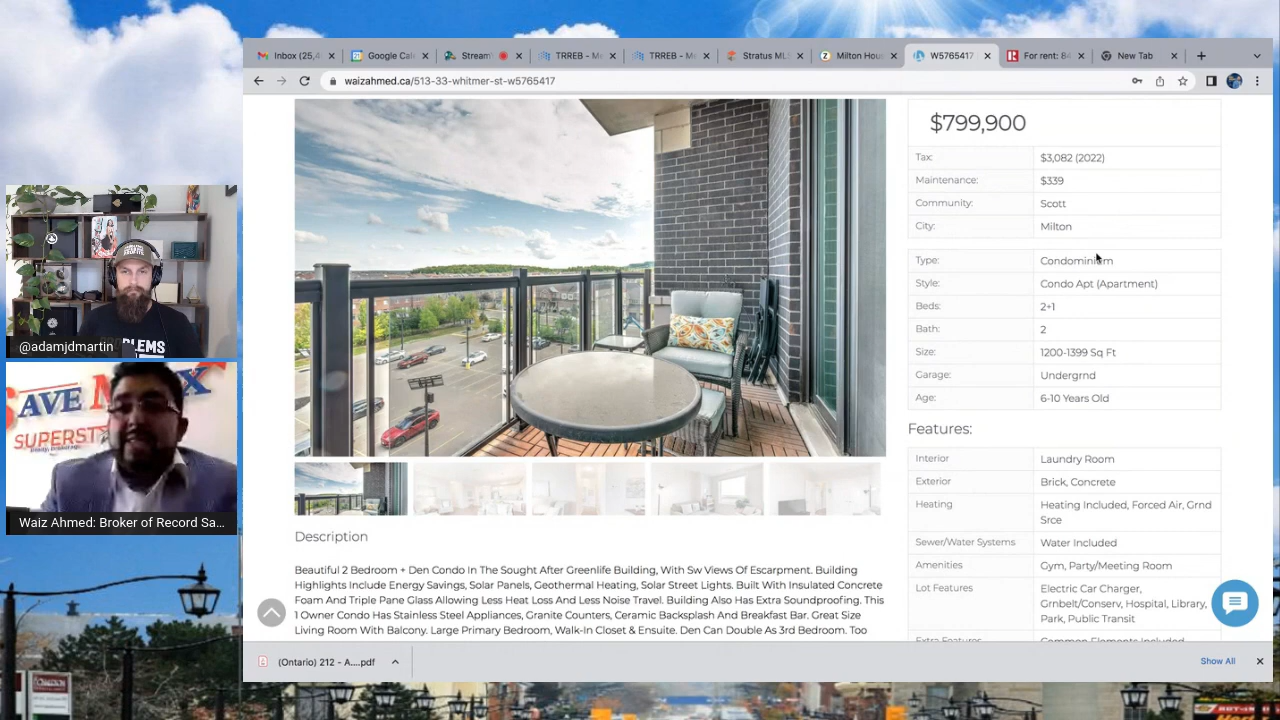 Inbox (25,4
Google Cal
Stream
TRREB - M
TRREB - M
Stratus ML
Milton Hou
W5765417
For rent: 84
New Tab
waizahmed.ca/513-33-whitmer-st-w5765417
$799,900
Tax: $3,082 (2022)
Maintenance: $339
Community: Scott
City: Milton
Type: Condominium
Style: Condo Apt (Apartment)
Beds: 2+1
Bath: 2
Size: 1200-1399 Sq Ft
Garage: Undergrnd
Age: 6-10 Years Old
Features:
Interior Laundry Room
Exterior Brick, Concrete
Heating Heating Included, Forced Air, Grnd
Srce
Sewer/Water Systems Water Included
Amenities Gym, Party/Meeting Room
Lot Features Electric Car Charger,
Grnbelt/Conserv, Hospital, Library,
Park, Public Transit
Extra Features Common Elements Included
Description
Beautiful 2 Bedroom + Den Condo In The Sought After Greenlife Building, With Sw Views Of Escarpment. Building
Highlights Include Energy Savings, Solar Panels, Geothermal Heating, Solar Street Lights. Built With Insulated Concrete
Foam And Triple Pane Glass Allowing Less Heat Loss And Less Noise Travel. Building Also Has Extra Soundproofing. This
1 Owner Condo Has Stainless Steel Appliances, Granite Counters, Ceramic Backsplash And Breakfast Bar. Great Size
Living Room With Balcony. Large Primary Bedroom, Walk-In Closet & Ensuite. Den Can Double As 3rd Bedroom. Too
(Ontario) 212 - A....pdf
Show All
BLEMS
@adamjdmartin
SAVE M X
SUPERST
Waiz Ahmed: Broker of Record Sa...